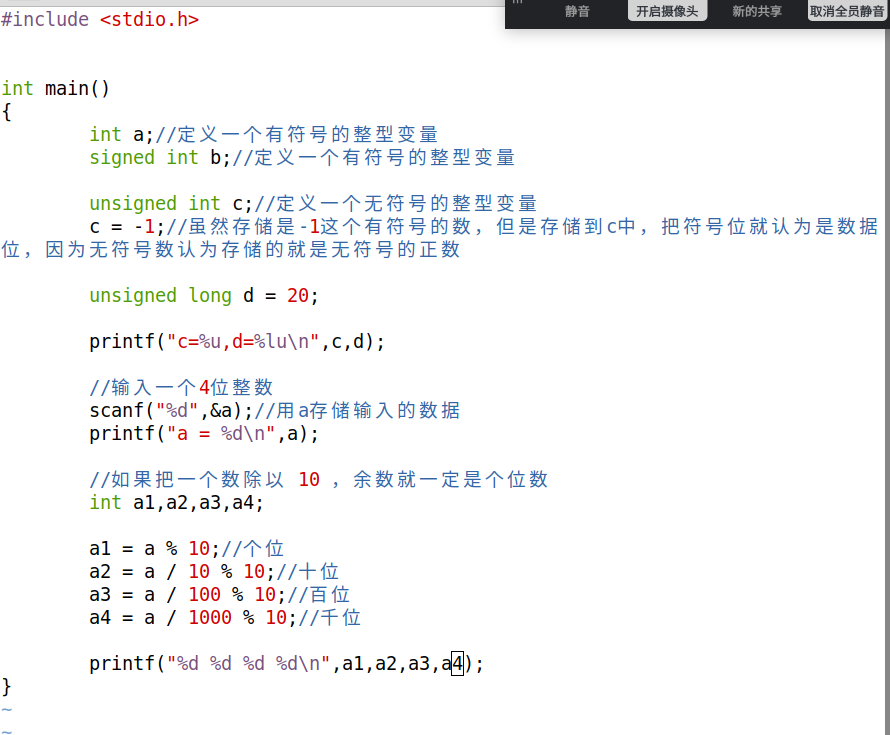 静音 开启摄像头 新的共享 取消全员静音
#include <stdio.h>
int main()
{
int a;//定义一个有符号的整型变量
signed int b;//定义一个有符号的整型变量
unsigned int c;//定义一个无符号的整型变量
c = -1;//虽然存储是-1这个有符号的数，但是存储到c中，把符号位就认为是数据
位，因为无符号数认为存储的就是无符号的正数
unsigned long d = 20;
printf("c=%u,d=%lu\n",c,d);
//输入一个4位整数
scanf("%d",&a);//用a存储输入的数据
printf("a = %d\n",a);
//如果把一个数除以 10 ，余数就一定是个位数
int a1,a2,a3,a4;
a1 = a % 10;//个位
a2 = a / 10 % 10;//十位
a3 = a / 100 % 10;//百位
a4 = a / 1000 % 10;//千位
printf("%d %d %d %d\n",a1,a2,a3,a4);
}
~
~